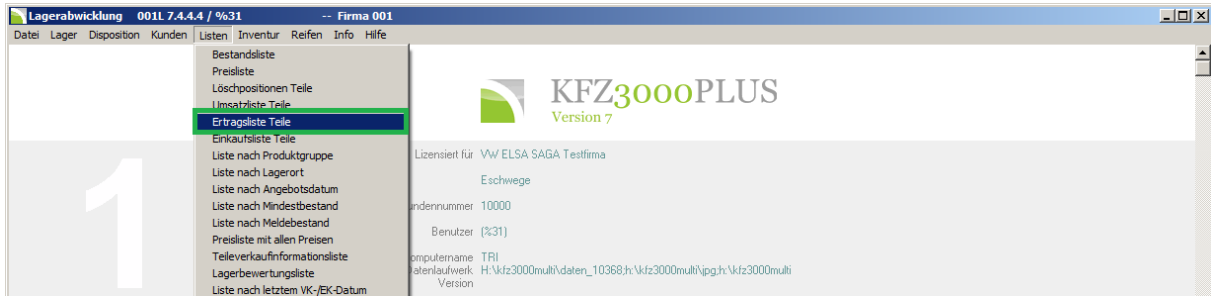 Lagerabwicklung 001L 7.4.4.4 / %31 -- Firma 001
Datei Lager Disposition Kunden Listen Inventur Reifen Info Hilfe
Bestandsliste
Preisliste
Löschpositionen Teile
Umsatzliste Teile
Ertragsliste Teile
Einkaufsliste Teile
Liste nach Produktgruppe
Liste nach Lagerort
Liste nach Angebotsdatum
Liste nach Mindestbestand
Liste nach Meldebestand
Preisliste mit allen Preisen
Teileverkaufinformationsliste
Lagerbewertungsliste
Liste nach letztem VK-/EK-Datum
KFZ3000PLUS
Version 7
1
Lizensiert für VW ELSA SAGA Testfirma
Eschwege
undennummer 10000
Benutzer (%31)
omputername TRI
atenlaufwerk H:\kfz3000multi\daten_10368;h:\kfz3000multi\jpg;h:\kfz3000multi
Version